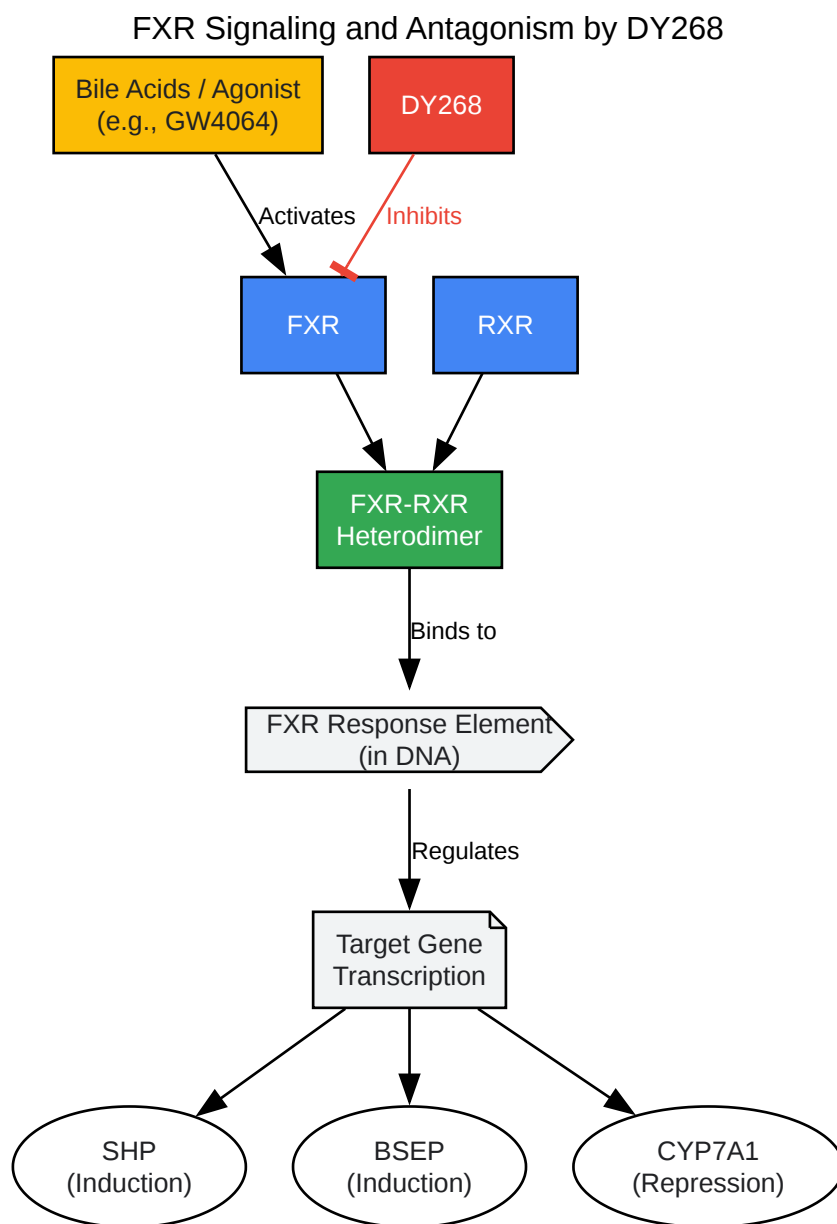 FXR Signaling and Antagonism by DY268
Bile Acids / Agonist
(e.g., GW4064)
DY268
Activates
Inhibits
FXR
RXR
FXR-RXR
Heterodimer
Binds to
FXR Response Element
(in DNA)
Regulates
Target Gene
Transcription
SHP
(Induction)
BSEP
(Induction)
CYP7A1
(Repression)